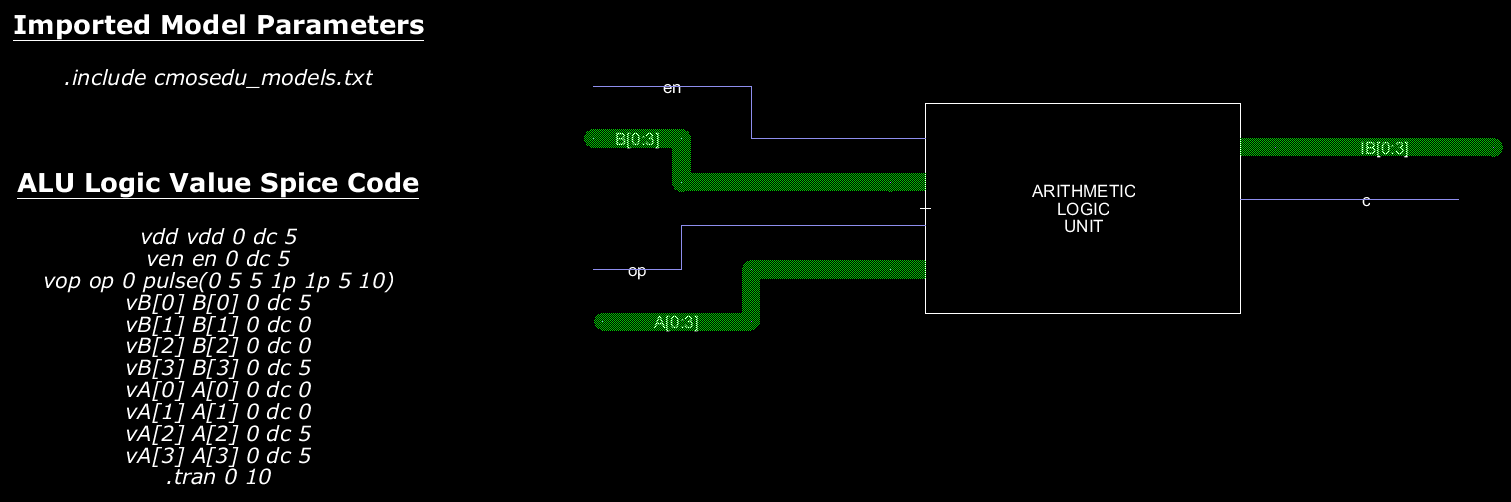 Imported Model Parameters
.include cmosedu_models.txt
ALU Logic Value Spice Code
vdd vdd 0 dc 5
ven en 0 dc 5
vop op 0 pulse(0 5 5 1p 1p 5 10)
vB[0] B[0] 0 dc 5
vB[1] B[1] 0 dc 0
vB[2] B[2] 0 dc 0
vB[3] B[3] 0 dc 5
vA[0] A[0] 0 dc 0
vA[1] A[1] 0 dc 0
vA[2] A[2] 0 dc 5
vA[3] A[3] 0 dc 5
.tran 0 10
en
B[0:3]
op
A[0:3]
ARITHMETIC
LOGIC
UNIT
IB[0:3]
c